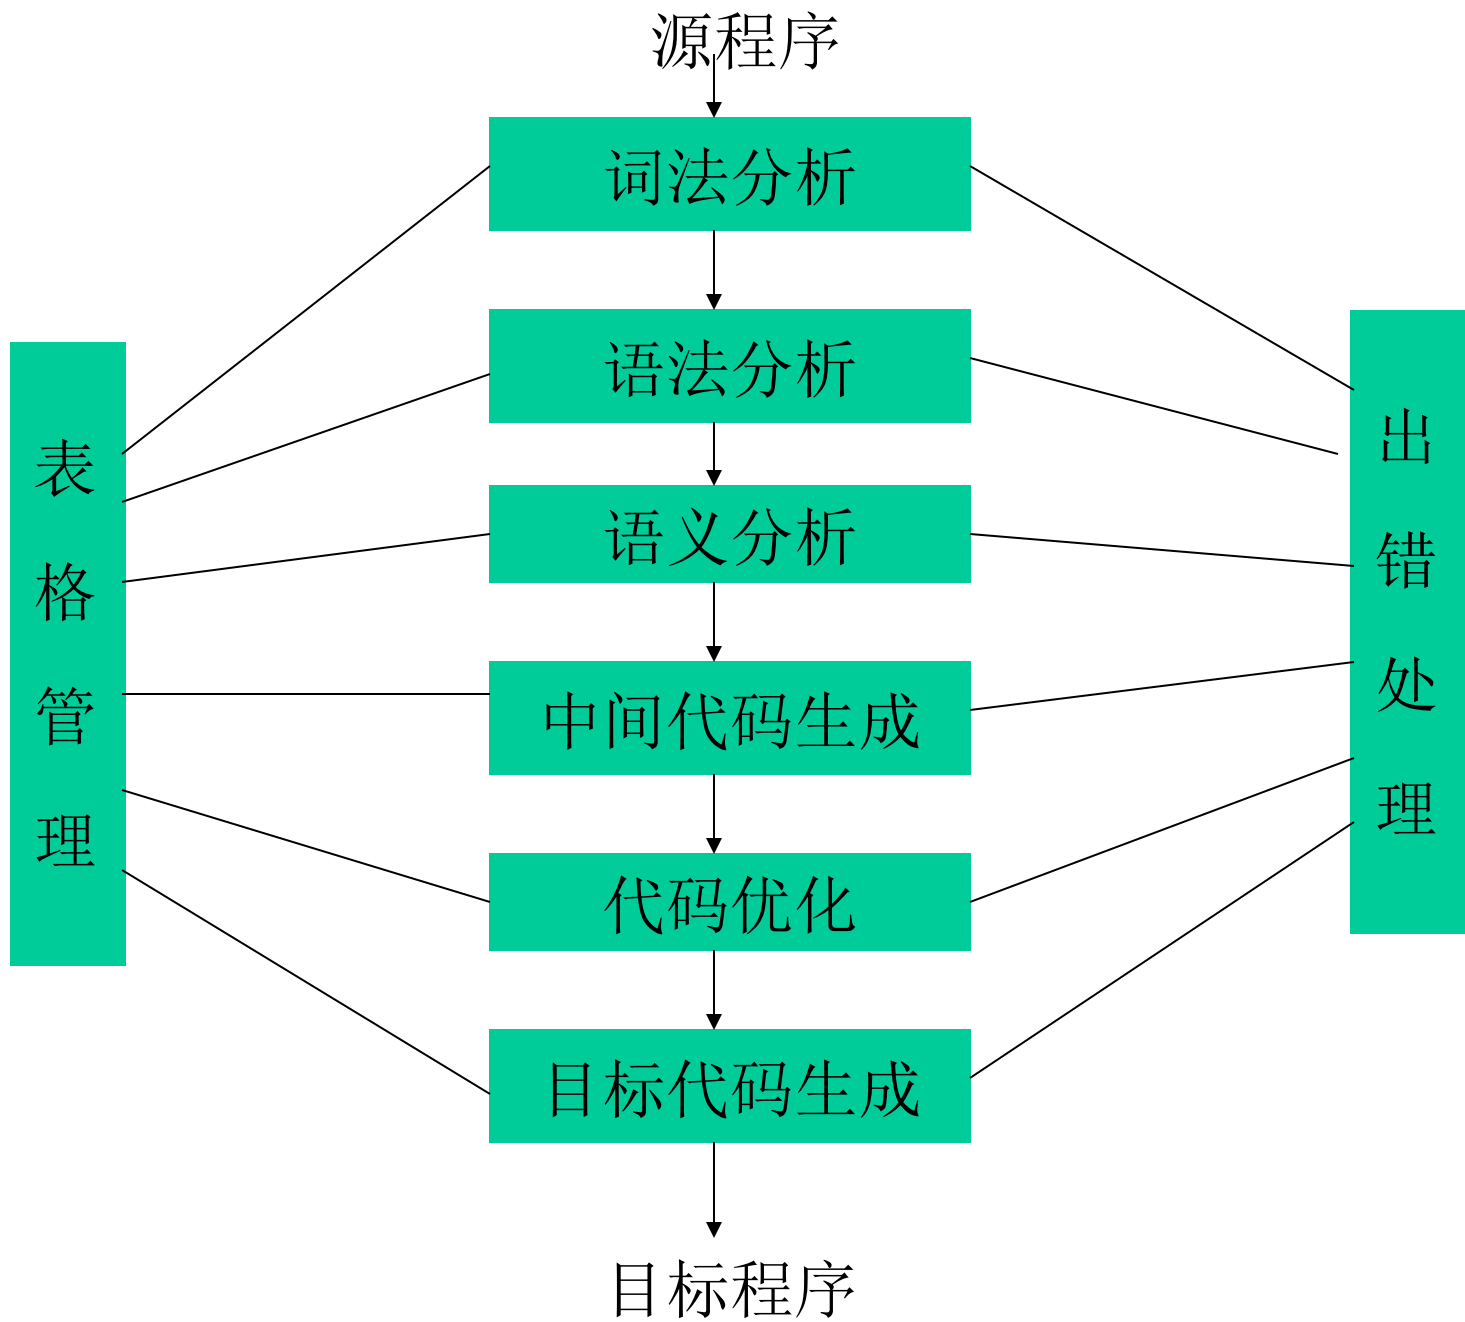 源程序
词法分析
语法分析
语义分析
中间代码生成
代码优化
目标代码生成
目标程序
表
格
管
理
出
错
处
理